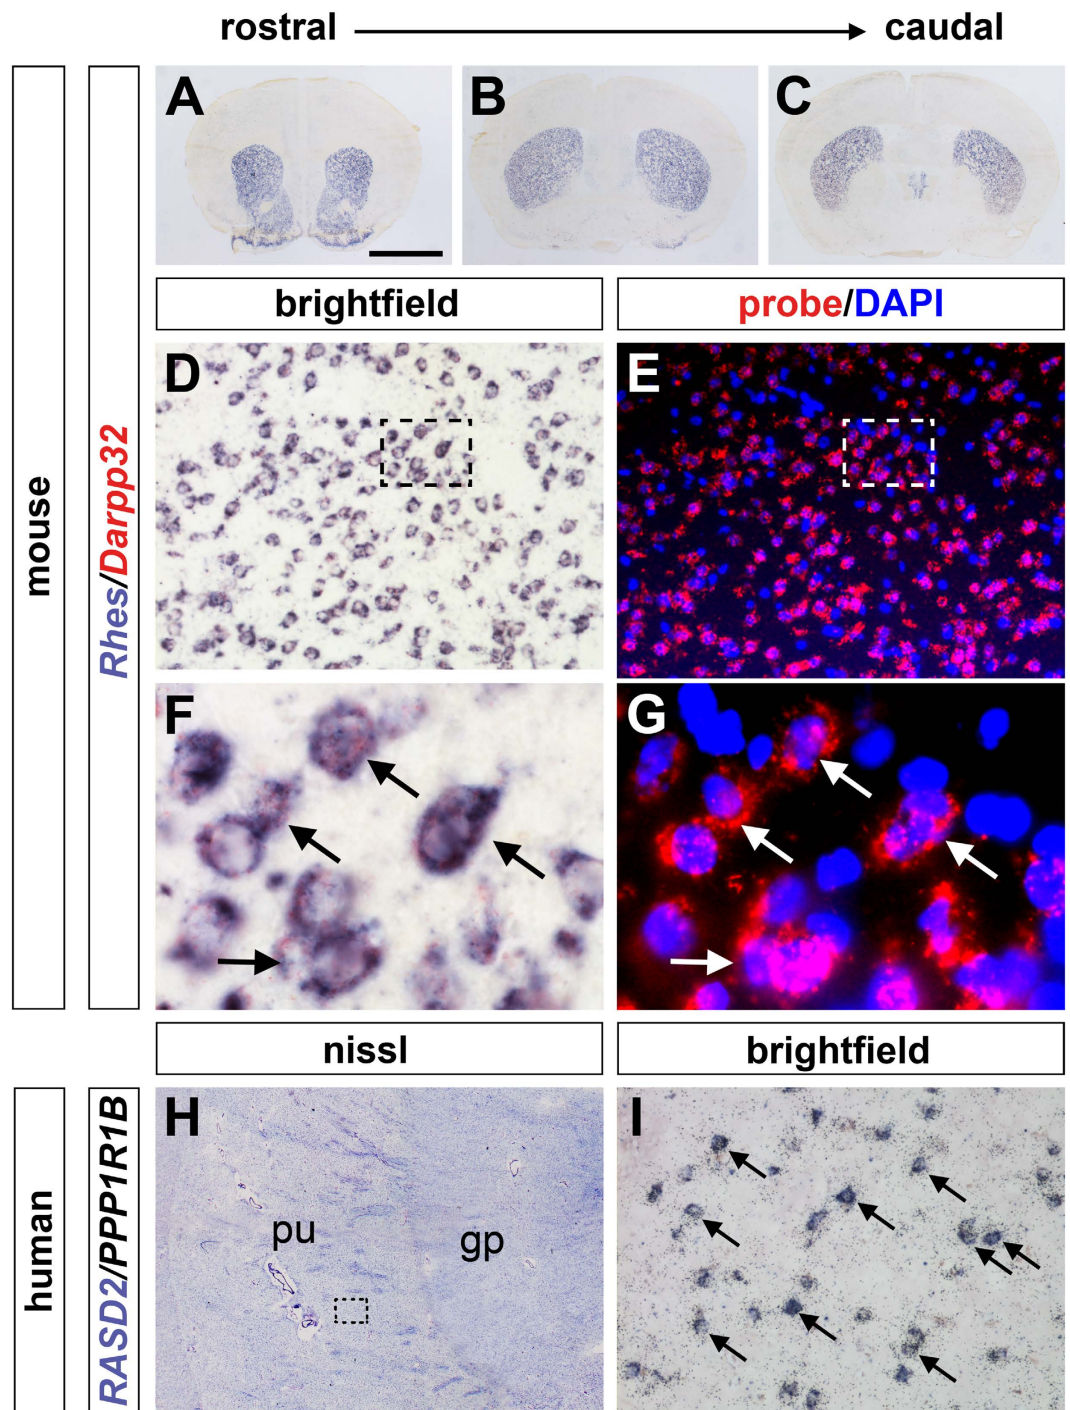 rostral
caudal
mouse
Rhes/Darpp32
A
B
C
brightfield
probe/DAPI
D
E
F
G
nissl
brightfield
human
RASD2/PPP1R1B
H
pu
gp
I